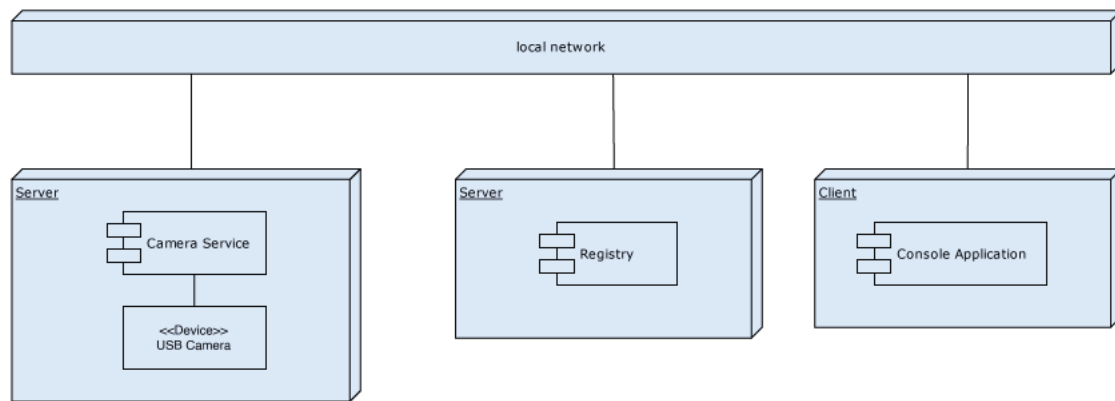 local network
Server
Camera Service
<<Device>>
USB Camera
Server
Registry
Client
Console Application